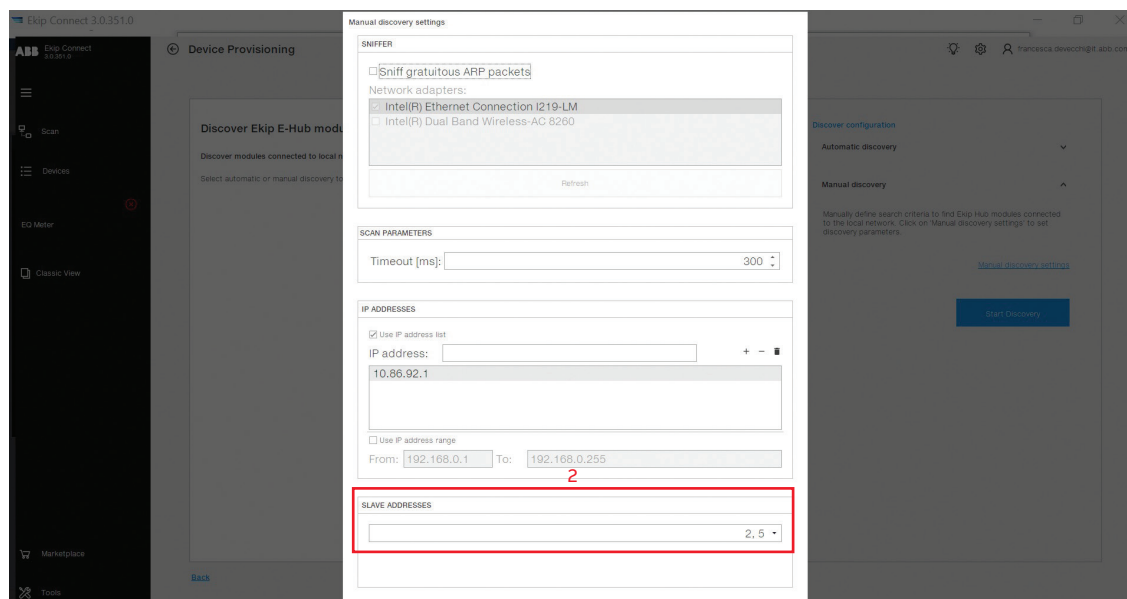 Ekip Connect 3.0.351.0
ABB Ekip Connect
3.0.351.0
Device Provisioning
francesca.devecchi@it.abb.com
Scan
Devices
EQ Meter
Classic View
Marketplace
Tools
Discover Ekip E-Hub modu
Discover modules connected to local n
Select automatic or manual discovery to
Back
Manual discovery settings
SNIFFER
Sniff gratuitous ARP packets
Network adapters:
Intel(R) Ethernet Connection I219-LM
Intel(R) Dual Band Wireless-AC 8260
Refresh
SCAN PARAMETERS
Timeout [ms]: 300
IP ADDRESSES
Use IP address list
IP address: + -
10.86.92.1
Use IP address range
From: 192.168.0.1 To: 192.168.0.255
2
SLAVE ADDRESSES
2, 5
Discover configuration
Automatic discovery
Manual discovery
Manually define search criteria to find Ekip Hub modules connected
to the local network. Click on 'Manual discovery settings' to set
discovery parameters.
Manual discovery settings
Start Discovery